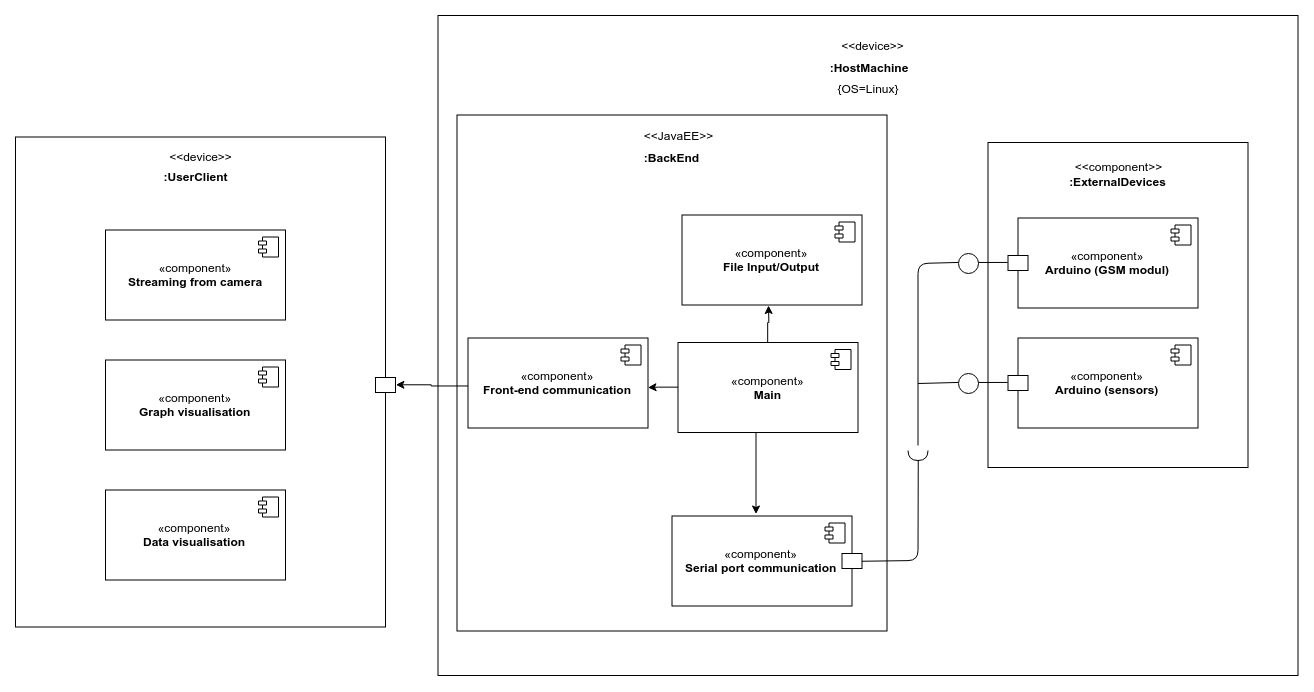 <<device>>
:HostMachine
{OS=Linux}
<<device>>
:UserClient
«component»
Streaming from camera
«component»
Graph visualisation
«component»
Data visualisation
<<JavaEE>>
:BackEnd
«component»
File Input/Output
«component»
Front-end communication
«component»
Main
«component»
Serial port communication
<<component>>
:ExternalDevices
«component»
Arduino (GSM modul)
«component»
Arduino (sensors)